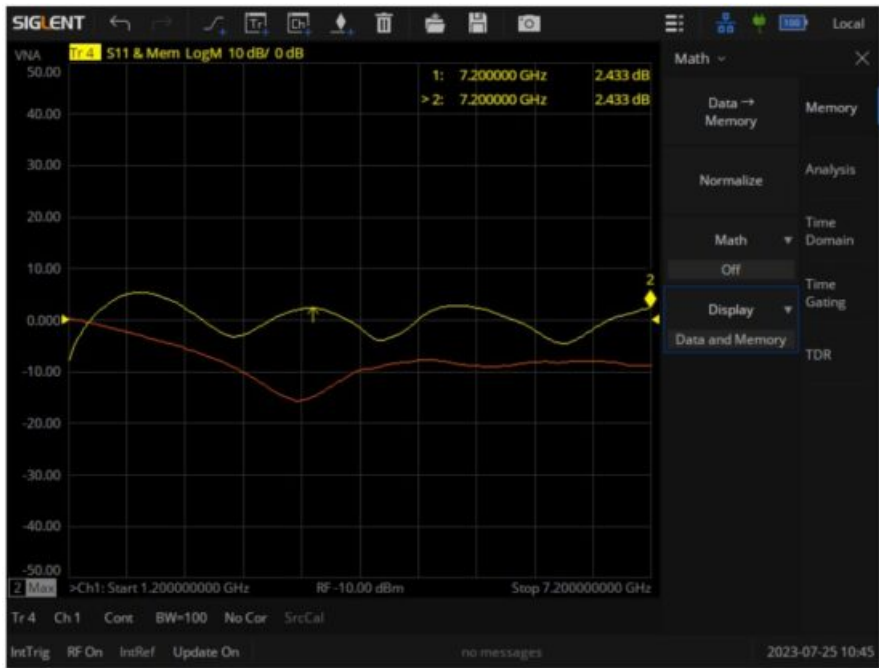 SIGLENT Tr Ch 100 Local
VNA Tr 4 S11 & Mem LogM 10 dB/ 0 dB
Math
50.00
1: 7.200000 GHz 2.433 dB
> 2: 7.200000 GHz 2.433 dB
40.00
30.00
20.00
10.00
0.000
-10.00
-20.00
-30.00
-40.00
-50.00
2
Data →
Memory
Normalize
Math
Off
Display
Data and Memory
Memory
Analysis
Time
Domain
Time
Gating
TDR
2 Max >Ch1: Start 1.200000000 GHz RF -10.00 dBm Stop 7.200000000 GHz
Tr 4 Ch 1 Cont BW=100 No Cor SrcCal
IntTrig RF On IntRef Update On no messages 2023-07-25 10:45